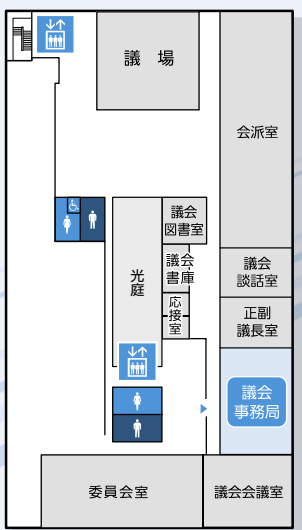 議 場
会派室
議会
図書室
議会
書庫
光庭
応接室
議会
談話室
正副
議長室
議会
事務局
委員会室
議会会議室